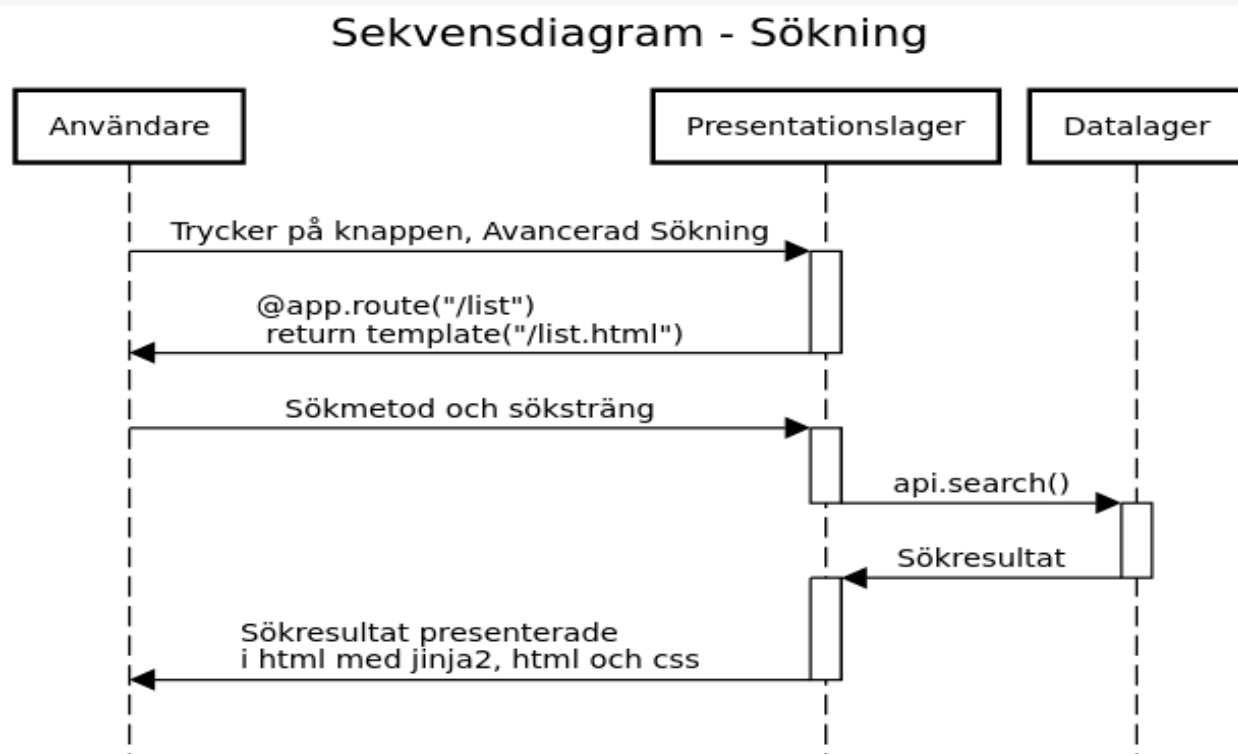 Sekvensdiagram - Sökning
Användare
Presentationslager
Datalager
Trycker på knappen, Avancerad Sökning
@app.route("/list")
return template("/list.html")
Sökmetod och söksträng
api.search()
Sökresultat
Sökresultat presenterade
i html med jinja2, html och css